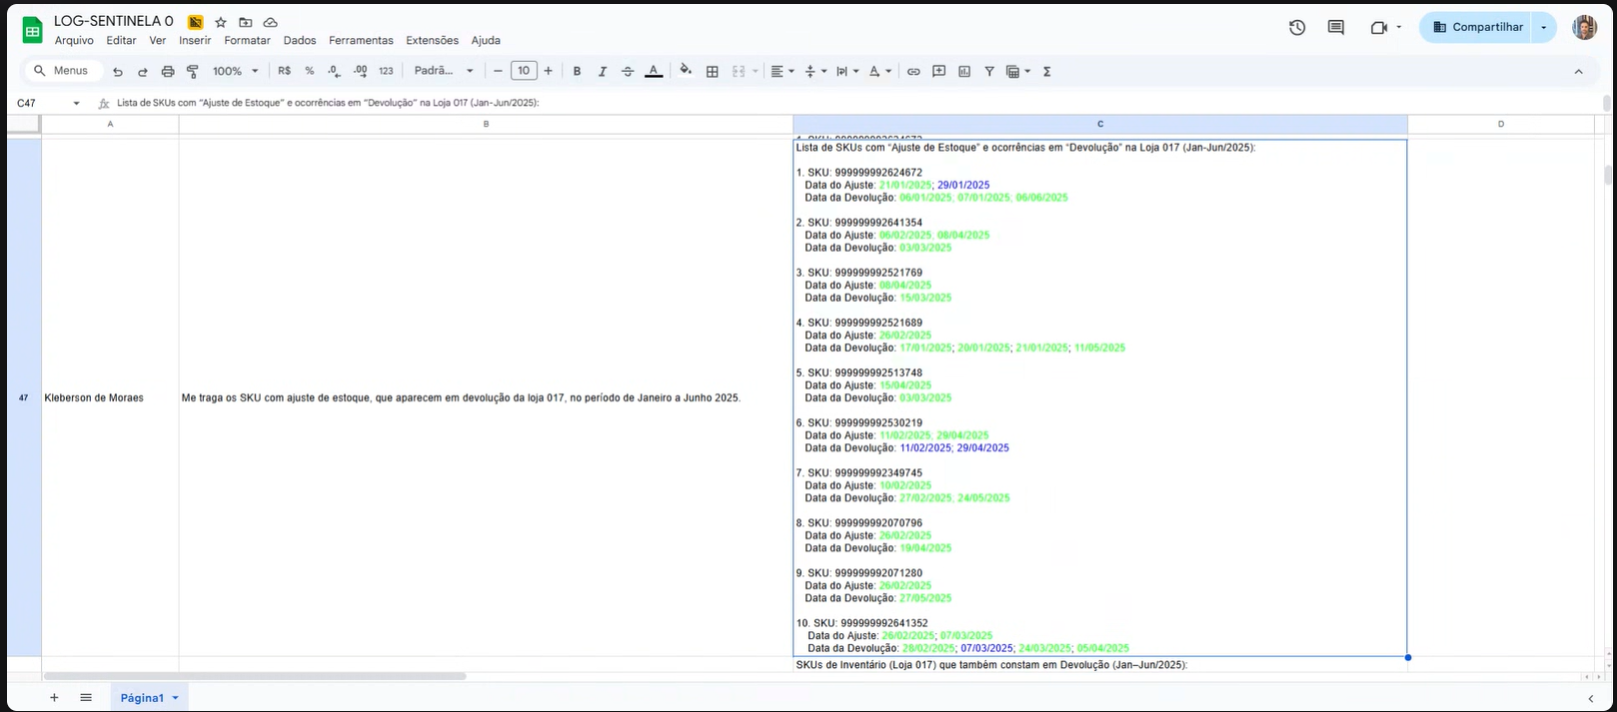 LOG-SENTINELA 0
Arquivo Editar Ver Inserir Formatar Dados Ferramentas Extensões Ajuda
Compartilhar
Menus 100% R$ % .0 .00 123 Padrã... 10 B I A
C47 fx Lista de SKUs com “Ajuste de Estoque” e ocorrências em “Devolução” na Loja 017 (Jan-Jun/2025):
A B C D
47 Kleberson de Moraes
Me traga os SKU com ajuste de estoque, que aparecem em devolução da loja 017, no período de Janeiro a Junho 2025.
Lista de SKUs com “Ajuste de Estoque” e ocorrências em “Devolução” na Loja 017 (Jan-Jun/2025):
1. SKU: 999999992624672
Data do Ajuste: 21/01/2025; 29/01/2025
Data da Devolução: 06/01/2025; 07/01/2025; 06/06/2025
2. SKU: 999999992641354
Data do Ajuste: 06/02/2025; 08/04/2025
Data da Devolução: 03/03/2025
3. SKU: 999999992521769
Data do Ajuste: 08/04/2025
Data da Devolução: 15/03/2025
4. SKU: 999999992521689
Data do Ajuste: 26/02/2025
Data da Devolução: 17/01/2025; 20/01/2025; 21/01/2025; 11/05/2025
5. SKU: 999999992513748
Data do Ajuste: 15/04/2025
Data da Devolução: 03/03/2025
6. SKU: 999999992530219
Data do Ajuste: 11/02/2025; 29/04/2025
Data da Devolução: 11/02/2025; 29/04/2025
7. SKU: 999999992349745
Data do Ajuste: 10/02/2025
Data da Devolução: 27/02/2025; 24/05/2025
8. SKU: 999999992070796
Data do Ajuste: 26/02/2025
Data da Devolução: 19/04/2025
9. SKU: 999999992071280
Data do Ajuste: 26/02/2025
Data da Devolução: 27/05/2025
10. SKU: 999999992641352
Data do Ajuste: 26/02/2025; 07/03/2025
Data da Devolução: 28/02/2025; 07/03/2025; 24/03/2025; 05/04/2025
SKUs de Inventário (Loja 017) que também constam em Devolução (Jan–Jun/2025):
Página1